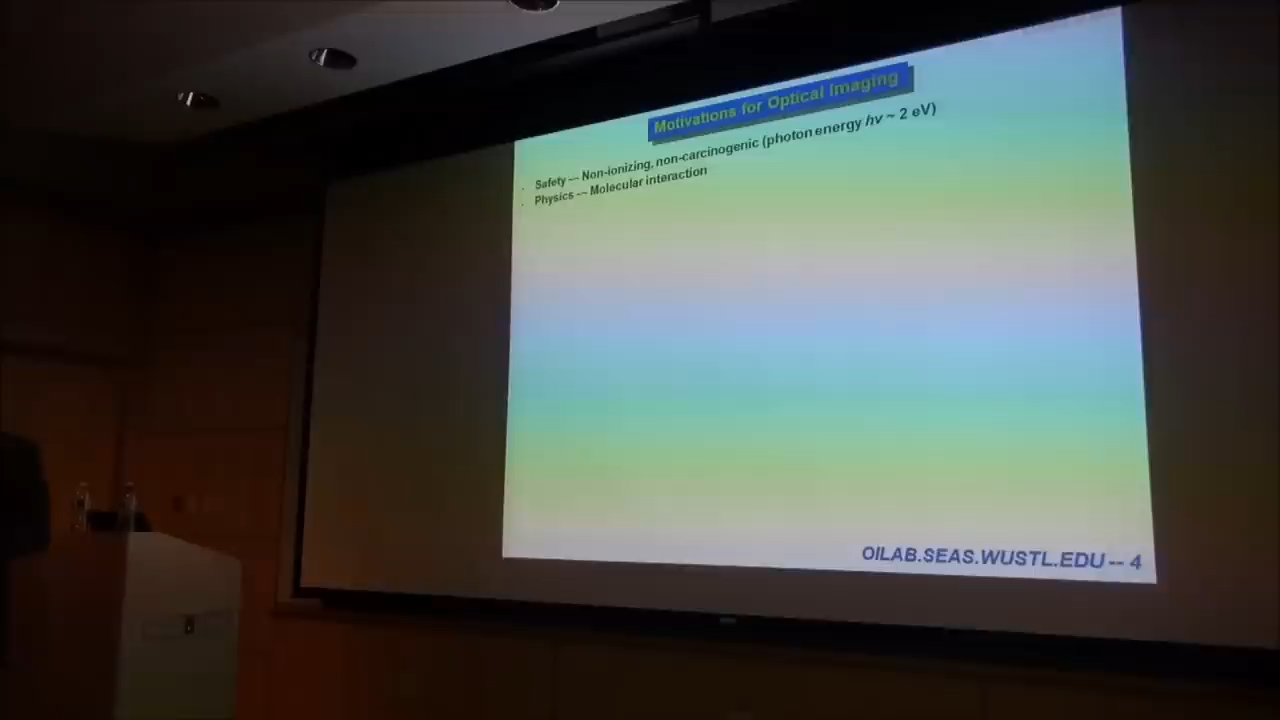 Motivations for Optical Imaging
· Safety — Non-ionizing, non-carcinogenic (photon energy hν ~ 2 eV)
· Physics — Molecular interaction
OILAB.SEAS.WUSTL.EDU -- 4